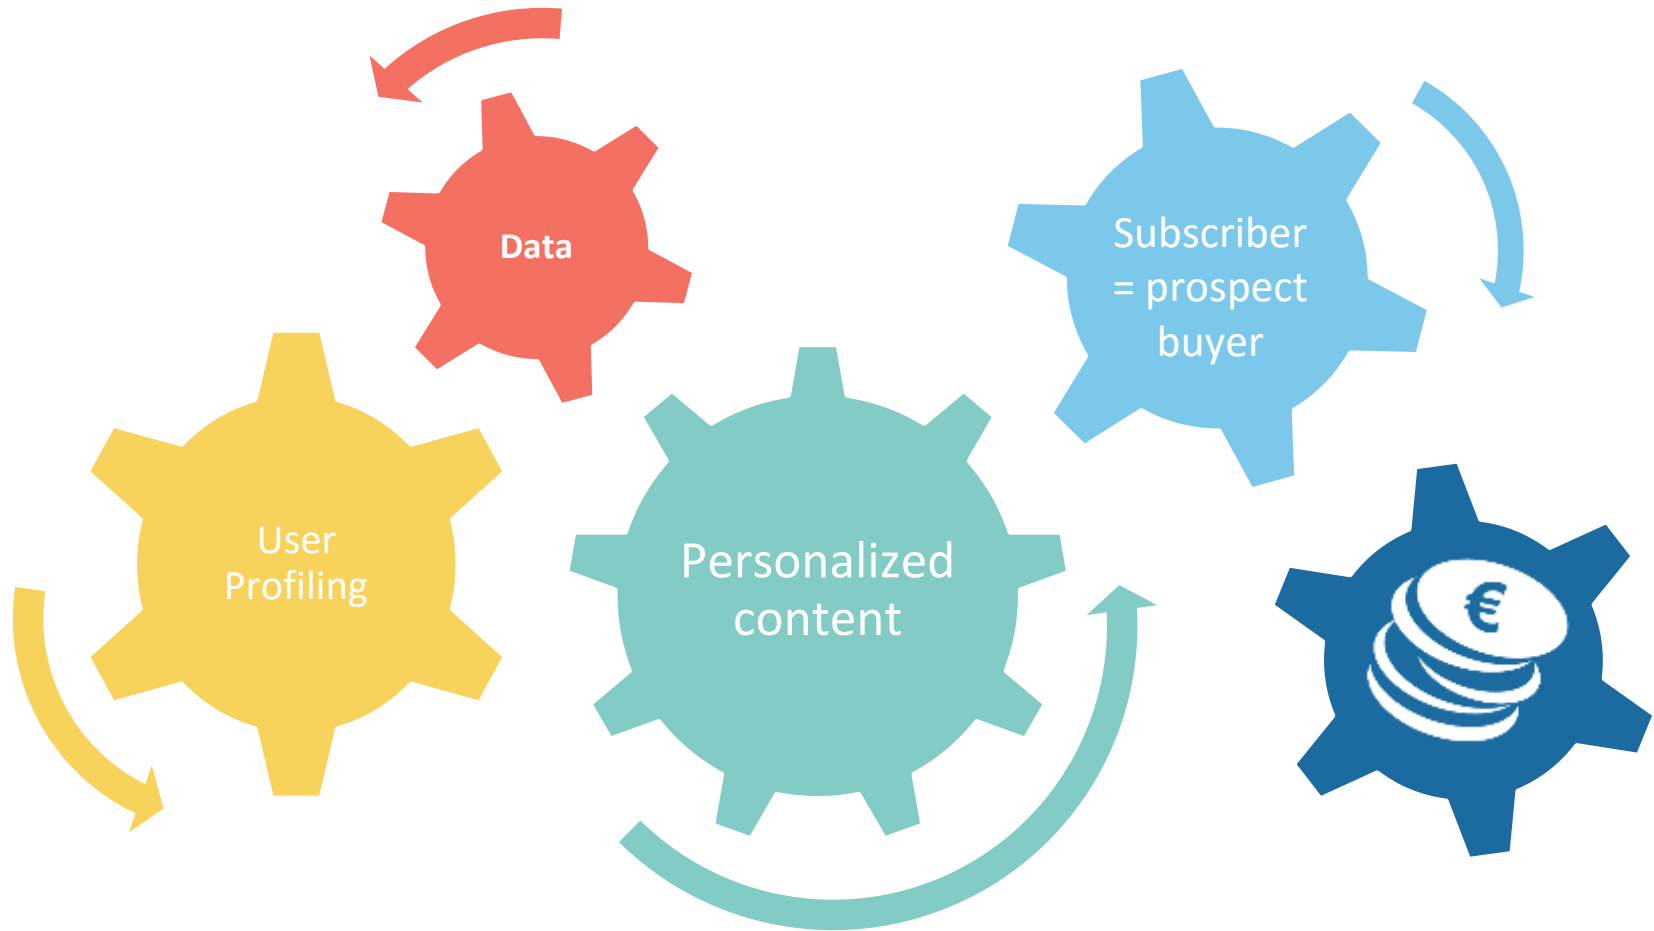 Data
User
Profiling
Personalized
content
Subscriber
= prospect
buyer
€